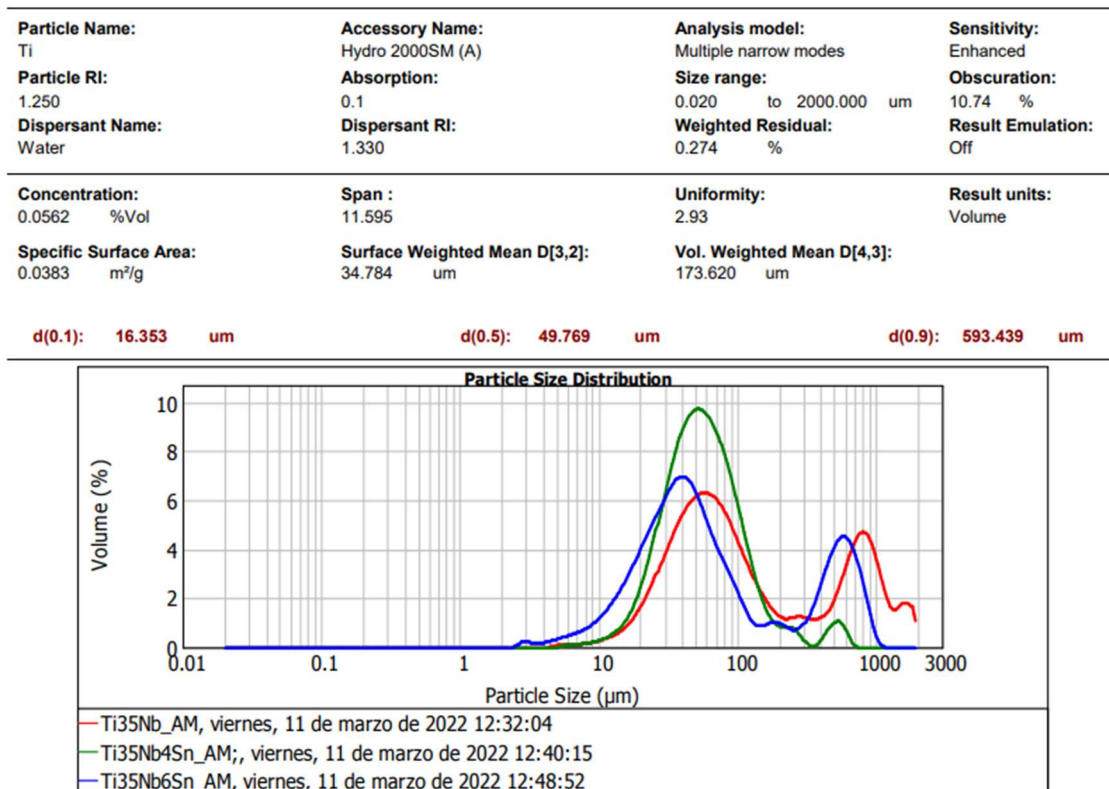 Particle Name: Accessory Name: Analysis model: Sensitivity:
Ti Hydro 2000SM (A) Multiple narrow modes Enhanced
Particle RI: Absorption: Size range: Obscuration:
1.250 0.1 0.020 to 2000.000 um 10.74 %
Dispersant Name: Dispersant RI: Weighted Residual: Result Emulation:
Water 1.330 0.274 % Off
Concentration: Span : Uniformity: Result units:
0.0562 %Vol 11.595 2.93 Volume
Specific Surface Area: Surface Weighted Mean D[3,2]: Vol. Weighted Mean D[4,3]:
0.0383 m²/g 34.784 um 173.620 um
d(0.1): 16.353 um d(0.5): 49.769 um d(0.9): 593.439 um
Particle Size Distribution
10
8
6
4
2
0
Volume (%)
0.01 0.1 1 10 100 1000 3000
Particle Size (µm)
Ti35Nb_AM, viernes, 11 de marzo de 2022 12:32:04
Ti35Nb4Sn_AM;, viernes, 11 de marzo de 2022 12:40:15
Ti35Nb6Sn_AM, viernes, 11 de marzo de 2022 12:48:52